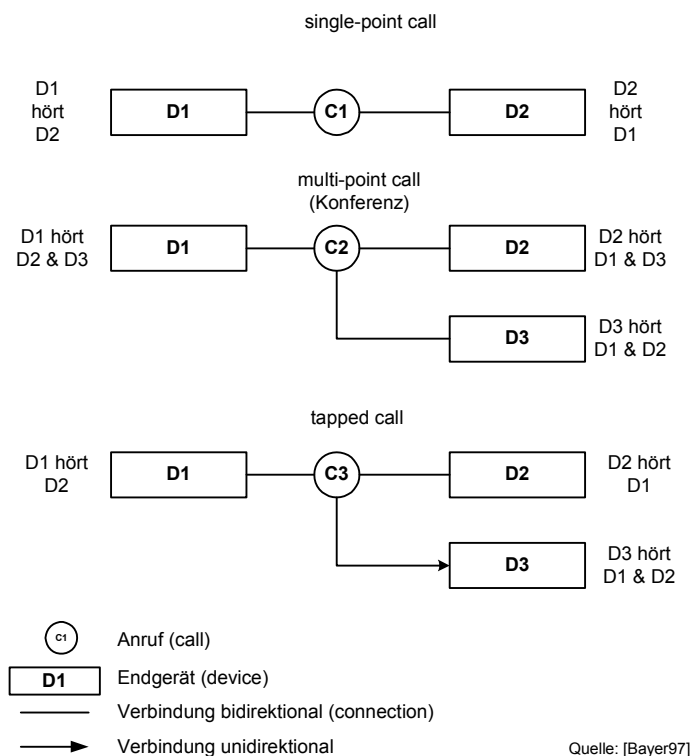 single-point call
D1
hört
D2
D1
C1
D2
D2
hört
D1
multi-point call
(Konferenz)
D1 hört
D2 & D3
D1
C2
D2
D2 hört
D1 & D3
D3
D3 hört
D1 & D2
tapped call
D1 hört
D2
D1
C3
D2
D2 hört
D1
D3
D3 hört
D1 & D2
C1
Anruf (call)
D1
Endgerät (device)
Verbindung bidirektional (connection)
Verbindung unidirektional
Quelle: [Bayer97]